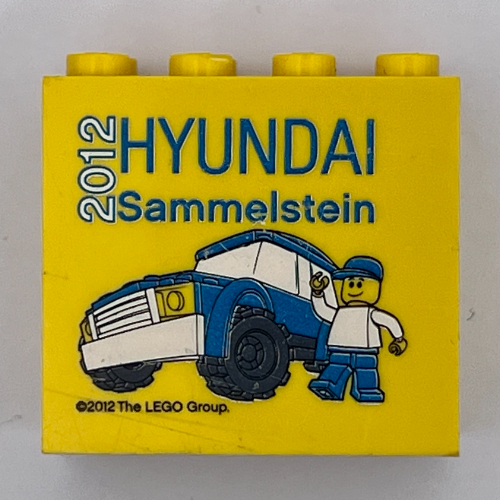 2012
HYUNDAI
Sammelstein
©2012 The LEGO Group.